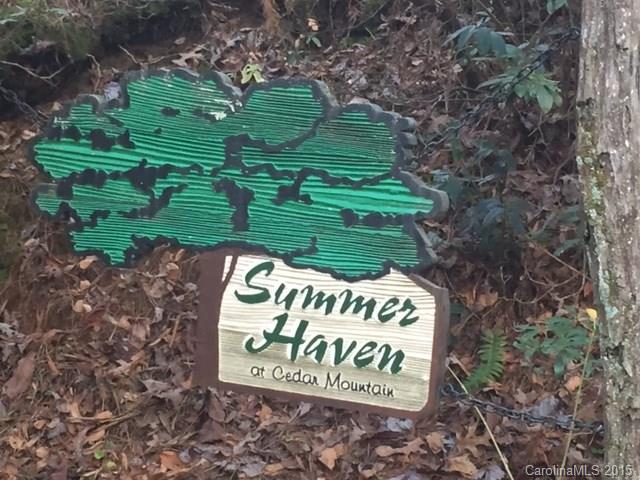 Summer
Haven
at Cedar Mountain
CarolinaMLS 2015